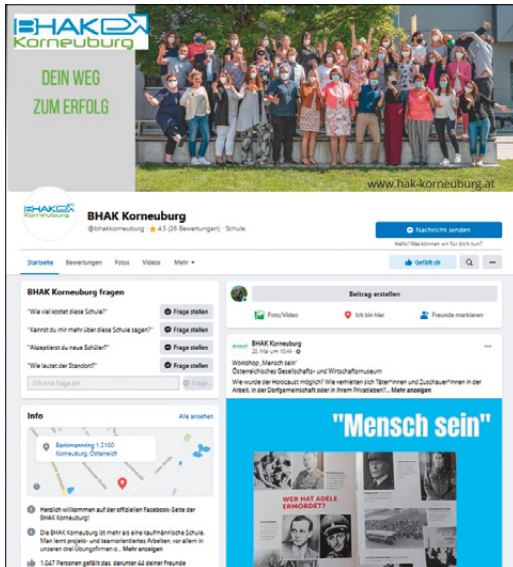 BHAK
Korneuburg
DEIN WEG
ZUM ERFOLG
www.hak-korneuburg.at
BHAK
Korneuburg
BHAK Korneuburg
@bhakkorneuburg · 4,5 (26 Bewertungen) · Schule
Nachricht senden
Hallo! Was können wir für dich tun?
Startseite Bewertungen Fotos Videos Mehr
Gefällt dir
BHAK Korneuburg fragen
"Wie viel kostet diese Schule?" Frage stellen
"Kannst du mir mehr über diese Schule sagen?" Frage stellen
"Akzeptierst du neue Schüler?" Frage stellen
"Wie lautet der Standort?" Frage stellen
Gib eine Frage ein Frage
Info Alle ansehen
Bankmannring 1 2100
Korneuburg, Österreich
Herzlich willkommen auf der offiziellen Facebook-Seite der
BHAK Korneuburg!
Die BHAK Korneuburg ist mehr als eine kaufmännische Schule.
Man lernt projekt- und teamorientiertes Arbeiten, vor allem in
unseren drei Übungsfirmen o... Mehr anzeigen
1.047 Personen gefällt das, darunter 44 deiner Freunde
Beitrag erstellen
Foto/Video Ich bin hier Freunde markieren
BHAK Korneuburg
20. Mai um 10:44
Workshop „Mensch sein"
Österreichisches Gesellschafts- und Wirtschaftsmuseum
Wie wurde der Holocaust möglich? Wie verhielten sich Täter*innen und Zuschauer*innen in der
Arbeit, in der Dorfgemeinschaft oder in ihrem Privatleben?... Mehr anzeigen
"Mensch sein"
WER HAT ADELE
ERMORDET?